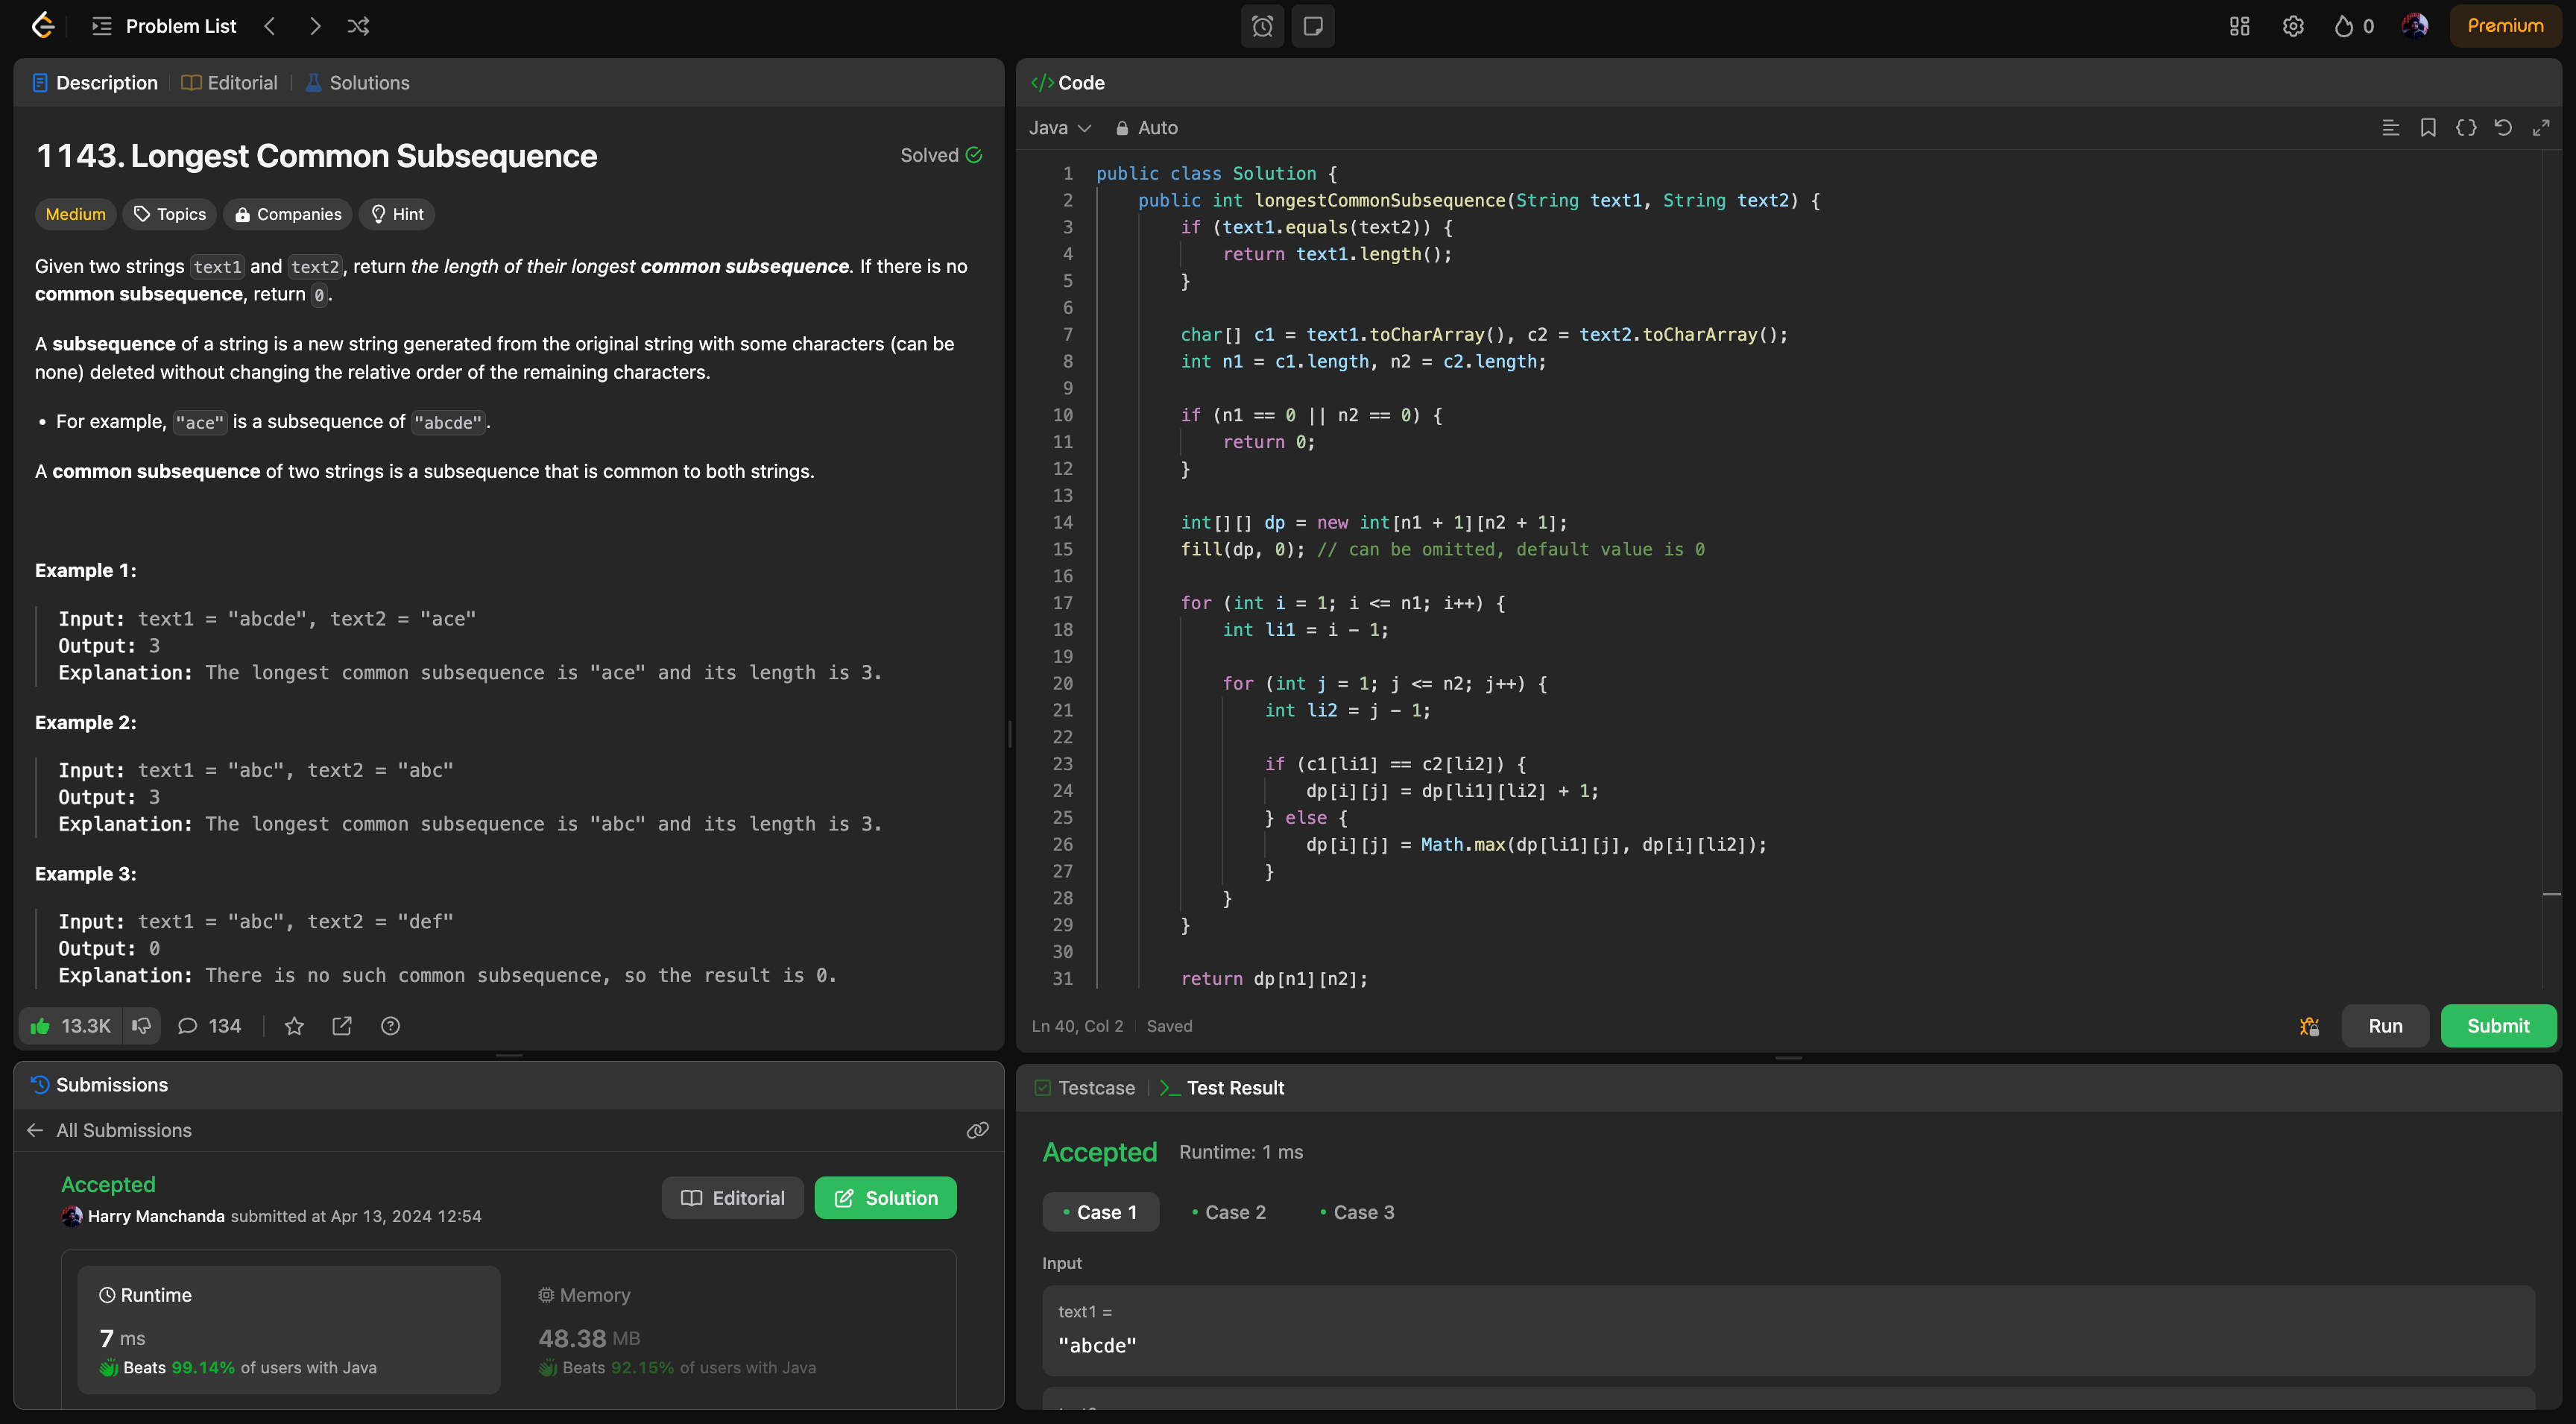 Problem List
0
Premium
Description
Editorial
Solutions
1143. Longest Common Subsequence
Solved
Medium
Topics
Companies
Hint
Given two strings text1 and text2, return the length of their longest common subsequence. If there is no
common subsequence, return 0.
A subsequence of a string is a new string generated from the original string with some characters (can be
none) deleted without changing the relative order of the remaining characters.
• For example, "ace" is a subsequence of "abcde".
A common subsequence of two strings is a subsequence that is common to both strings.
Example 1:
Input: text1 = "abcde", text2 = "ace"
Output: 3
Explanation: The longest common subsequence is "ace" and its length is 3.
Example 2:
Input: text1 = "abc", text2 = "abc"
Output: 3
Explanation: The longest common subsequence is "abc" and its length is 3.
Example 3:
Input: text1 = "abc", text2 = "def"
Output: 0
Explanation: There is no such common subsequence, so the result is 0.
13.3K
134
Submissions
All Submissions
Accepted
Harry Manchanda submitted at Apr 13, 2024 12:54
Editorial
Solution
Runtime
7 ms
Beats 99.14% of users with Java
Memory
48.38 MB
Beats 92.15% of users with Java
</> Code
Java
Auto
1 public class Solution {
2     public int longestCommonSubsequence(String text1, String text2) {
3         if (text1.equals(text2)) {
4             return text1.length();
5         }
6
7         char[] c1 = text1.toCharArray(), c2 = text2.toCharArray();
8         int n1 = c1.length, n2 = c2.length;
9
10         if (n1 == 0 || n2 == 0) {
11             return 0;
12         }
13
14         int[][] dp = new int[n1 + 1][n2 + 1];
15         fill(dp, 0); // can be omitted, default value is 0
16
17         for (int i = 1; i <= n1; i++) {
18             int li1 = i - 1;
19
20             for (int j = 1; j <= n2; j++) {
21                 int li2 = j - 1;
22
23                 if (c1[li1] == c2[li2]) {
24                     dp[i][j] = dp[li1][li2] + 1;
25                 } else {
26                     dp[i][j] = Math.max(dp[li1][j], dp[i][li2]);
27                 }
28             }
29         }
30
31         return dp[n1][n2];
Ln 40, Col 2
Saved
Run
Submit
Testcase
Test Result
Accepted
Runtime: 1 ms
• Case 1
• Case 2
• Case 3
Input
text1 =
"abcde"